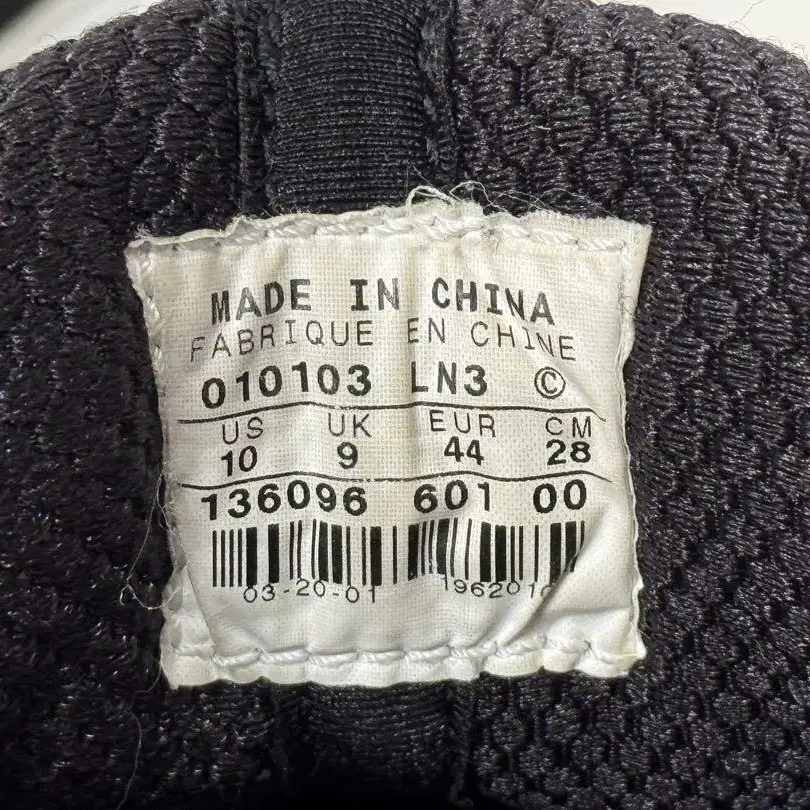 MADE IN CHINA
FABRIQUE EN CHINE
010103 LN3 ©
US UK EUR CM
10 9 44 28
136096 601 00
03-20-01